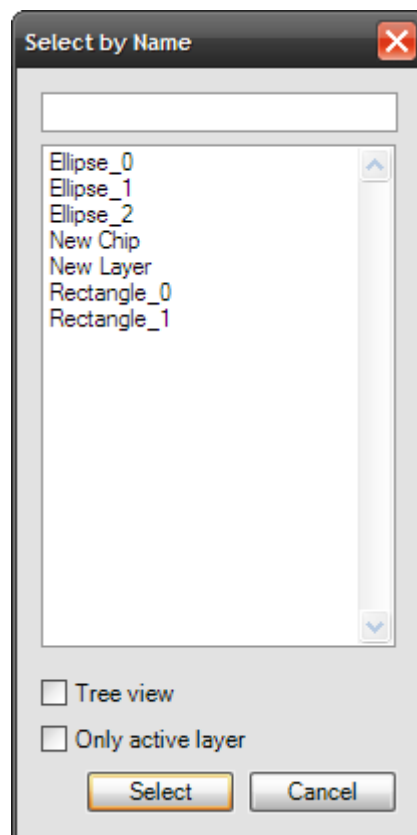 Select by Name
Ellipse_0
Ellipse_1
Ellipse_2
New Chip
New Layer
Rectangle_0
Rectangle_1
Tree view
Only active layer
Select Cancel